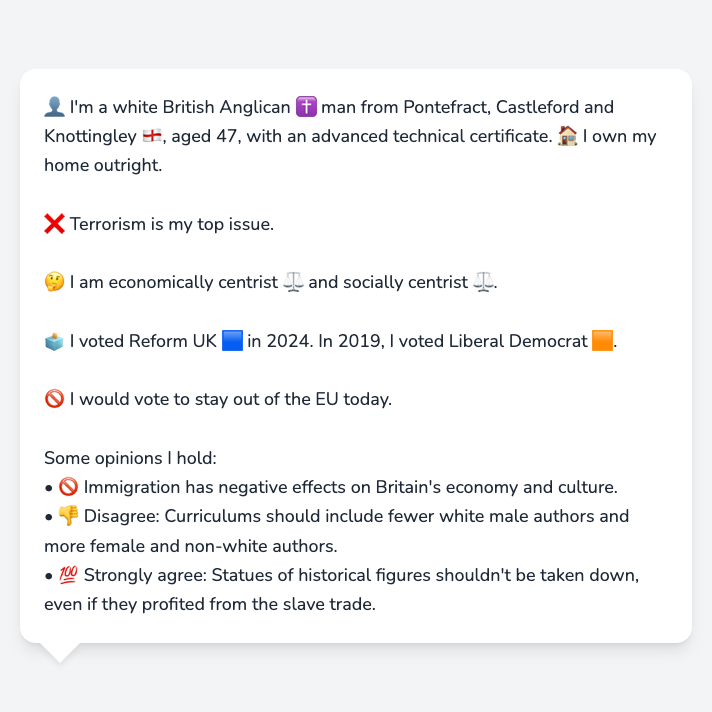 👤 I'm a white British Anglican ✝️ man from Pontefract, Castleford and
Knottingley 🏴󠁧󠁢󠁥󠁮󠁧󠁿, aged 47, with an advanced technical certificate. 🏠 I own my
home outright.
❌ Terrorism is my top issue.
🤔 I am economically centrist ⚖️ and socially centrist ⚖️.
🗳️ I voted Reform UK 🟦 in 2024. In 2019, I voted Liberal Democrat 🟧.
🚫 I would vote to stay out of the EU today.
Some opinions I hold:
• 🚫 Immigration has negative effects on Britain's economy and culture.
• 👎 Disagree: Curriculums should include fewer white male authors and
more female and non-white authors.
• 💯 Strongly agree: Statues of historical figures shouldn't be taken down,
even if they profited from the slave trade.